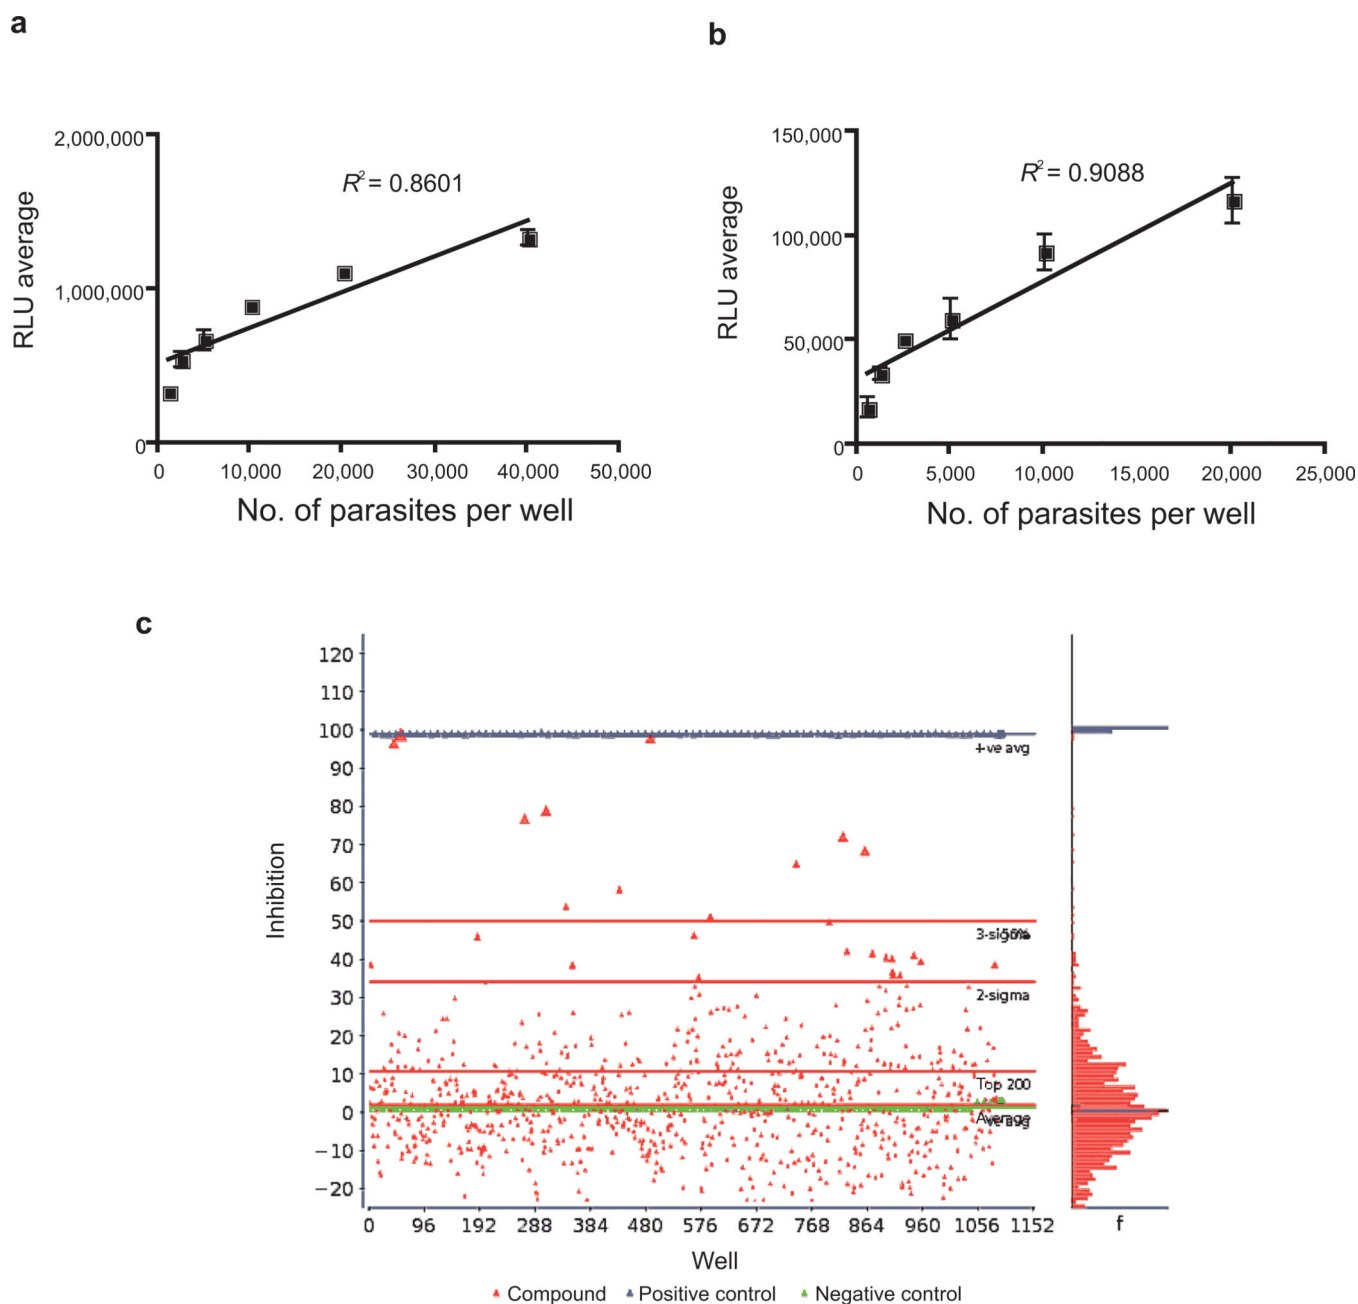 a
b
2,000,000
1,000,000
0
R² = 0.8601
RLU average
0 10,000 20,000 30,000 40,000 50,000
No. of parasites per well
150,000
100,000
50,000
0
R² = 0.9088
RLU average
0 5,000 10,000 15,000 20,000 25,000
No. of parasites per well
c
120
110
100
90
80
70
60
50
40
30
20
10
0
−10
−20
Inhibition
+ve avg
3-sigma
2-sigma
Top 200
Average
0 96 192 288 384 480 576 672 768 864 960 1056 1152
f
Well
Compound Positive control Negative control